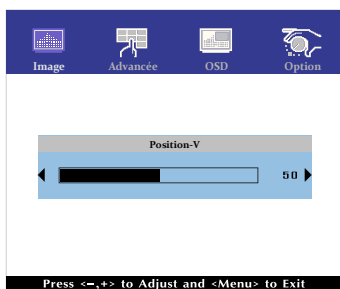 Image Advancée OSD Option
Position-V
50
Press <-,+> to Adjust and <Menu> to Exit